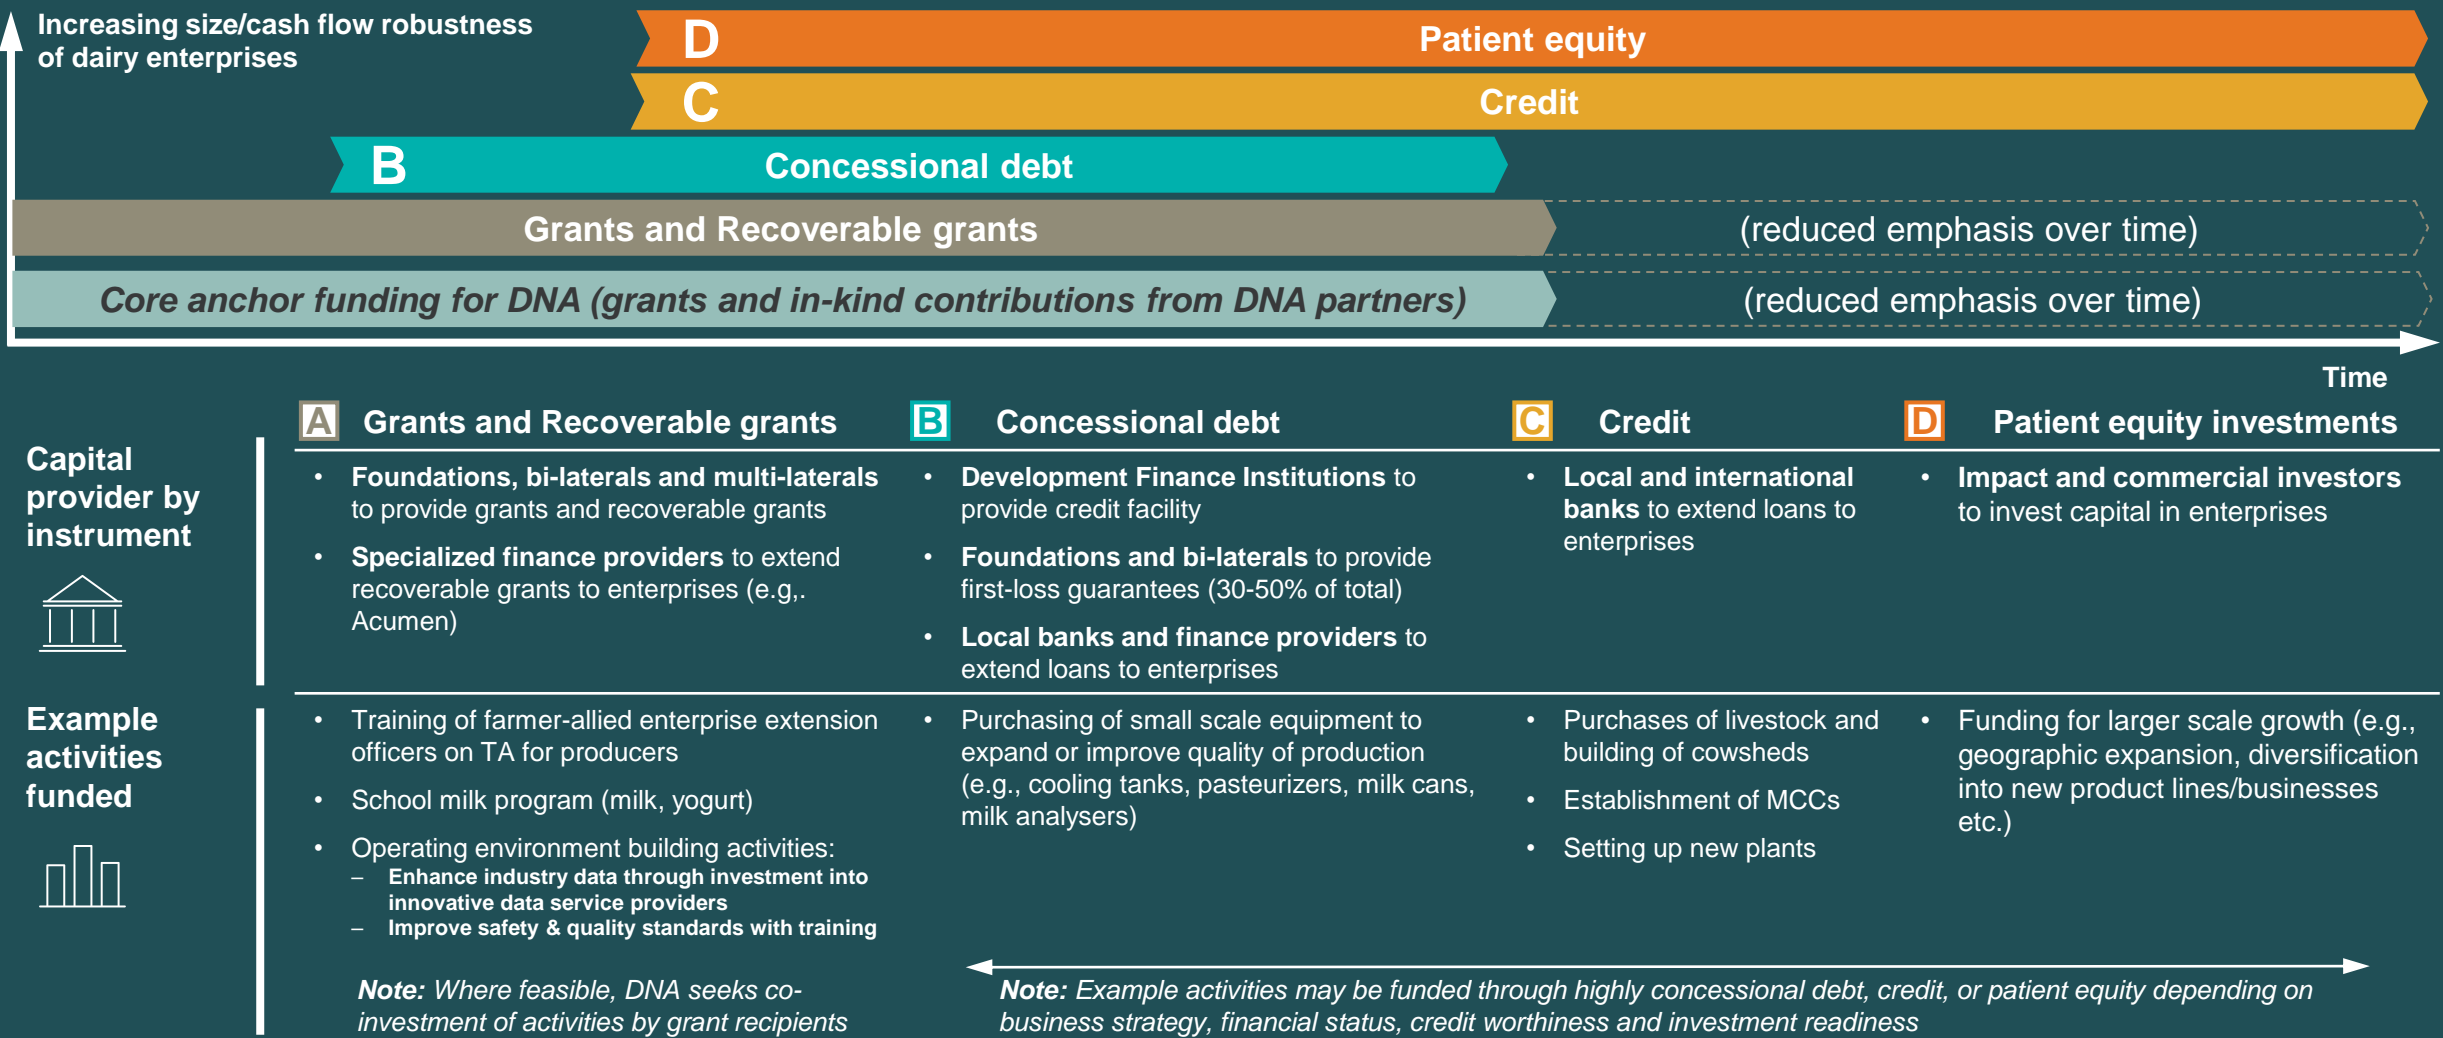 Increasing size/cash flow robustness
of dairy enterprises
D Patient equity
C Credit
B Concessional debt
Grants and Recoverable grants (reduced emphasis over time)
Core anchor funding for DNA (grants and in-kind contributions from DNA partners) (reduced emphasis over time)
Time
Capital
provider by
instrument
A Grants and Recoverable grants
• Foundations, bi-laterals and multi-laterals
to provide grants and recoverable grants
• Specialized finance providers to extend
recoverable grants to enterprises (e.g,.
Acumen)
B Concessional debt
• Development Finance Institutions to
provide credit facility
• Foundations and bi-laterals to provide
first-loss guarantees (30-50% of total)
• Local banks and finance providers to
extend loans to enterprises
C Credit
• Local and international
banks to extend loans to
enterprises
D Patient equity investments
• Impact and commercial investors
to invest capital in enterprises
Example
activities
funded
• Training of farmer-allied enterprise extension
officers on TA for producers
• School milk program (milk, yogurt)
• Operating environment building activities:
– Enhance industry data through investment into
innovative data service providers
– Improve safety & quality standards with training
• Purchasing of small scale equipment to
expand or improve quality of production
(e.g., cooling tanks, pasteurizers, milk cans,
milk analysers)
• Purchases of livestock and
building of cowsheds
• Establishment of MCCs
• Setting up new plants
• Funding for larger scale growth (e.g.,
geographic expansion, diversification
into new product lines/businesses
etc.)
Note: Where feasible, DNA seeks co-
investment of activities by grant recipients
Note: Example activities may be funded through highly concessional debt, credit, or patient equity depending on
business strategy, financial status, credit worthiness and investment readiness